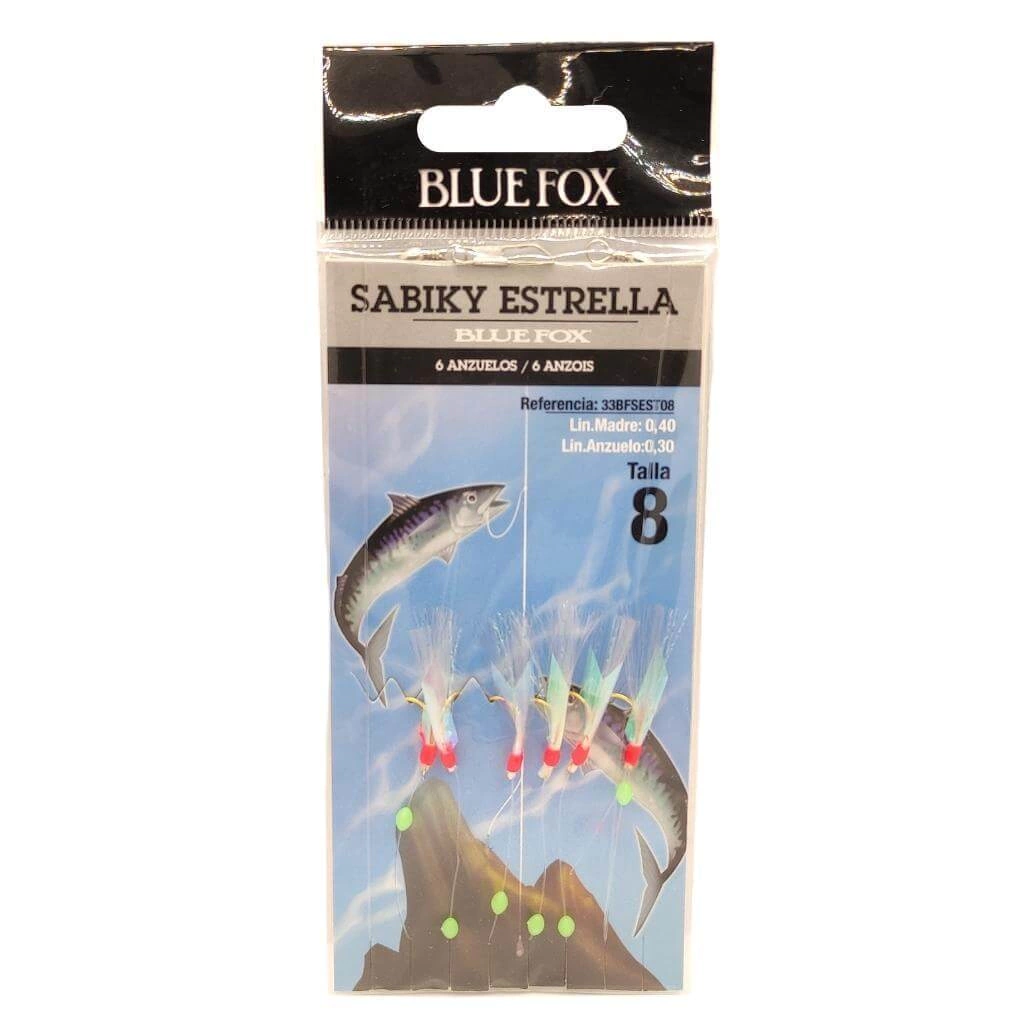 BLUE FOX
SABIKY ESTRELLA
BLUE FOX
6 ANZUELOS / 6 ANZOIS
Referencia: 33BFSEST08
Lin.Madre: 0,40
Lin.Anzuelo:0,30
Talla
8